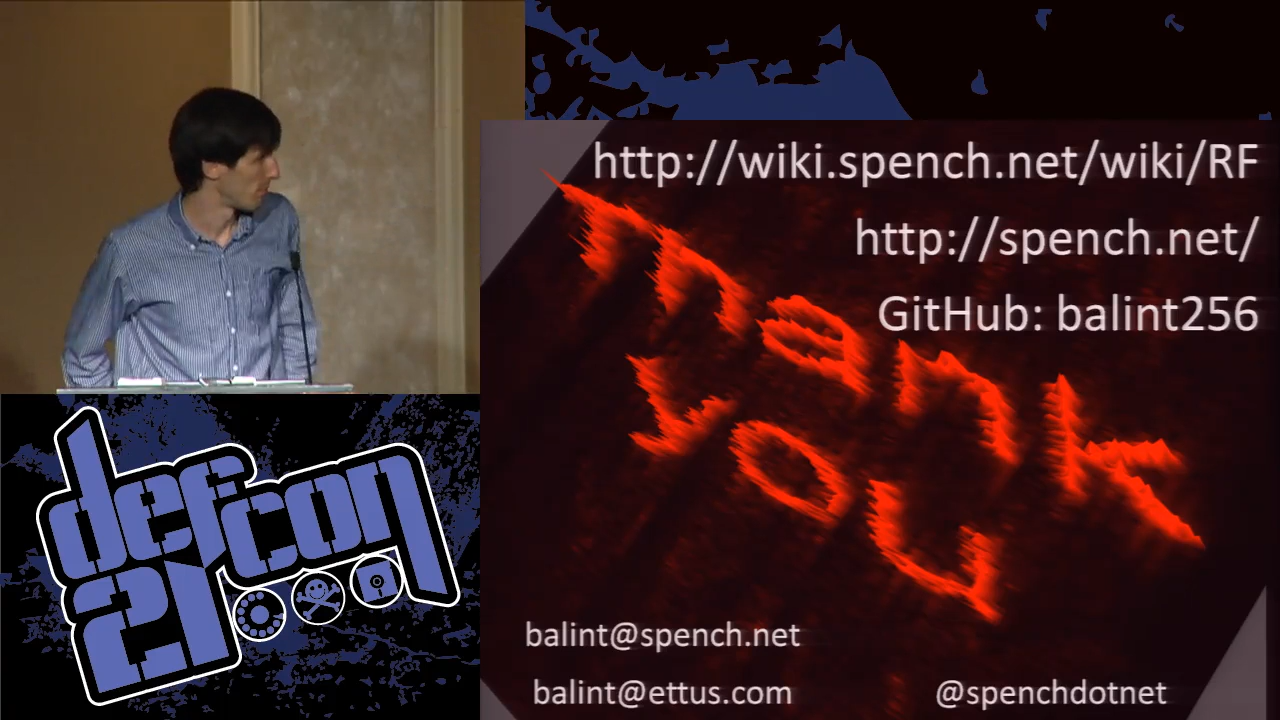 http://wiki.spench.net/wiki/RF
http://spench.net/
GitHub: balint256
Thank
you
balint@spench.net
balint@ettus.com
@spenchdotnet
defcon
21